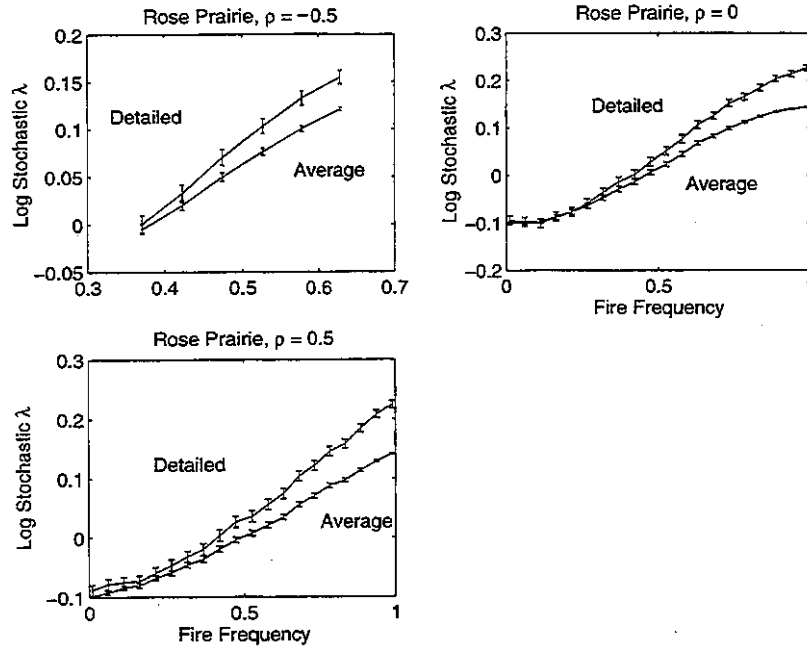 Rose Prairie, ρ = −0.5
0.2
0.15
0.1
0.05
0
−0.05
Log Stochastic λ
Detailed
Average
0.3
0.4
0.5
0.6
0.7
Rose Prairie, ρ = 0
0.3
0.2
0.1
0
−0.1
−0.2
Log Stochastic λ
Detailed
Average
0
0.5
Fire Frequency
Rose Prairie, ρ = 0.5
0.3
0.2
0.1
0
−0.1
Log Stochastic λ
Detailed
Average
0
0.5
1
Fire Frequency